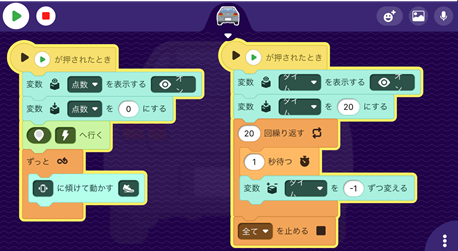 が押されたとき
変数 点数 を表示する オン
変数 点数 を 0 にする
へ行く
ずっと
に傾けて動かす
が押されたとき
変数 タイム を表示する オン
変数 タイム を 20 にする
20 回繰り返す
1 秒待つ
変数 タイム を -1 ずつ変える
全て を止める